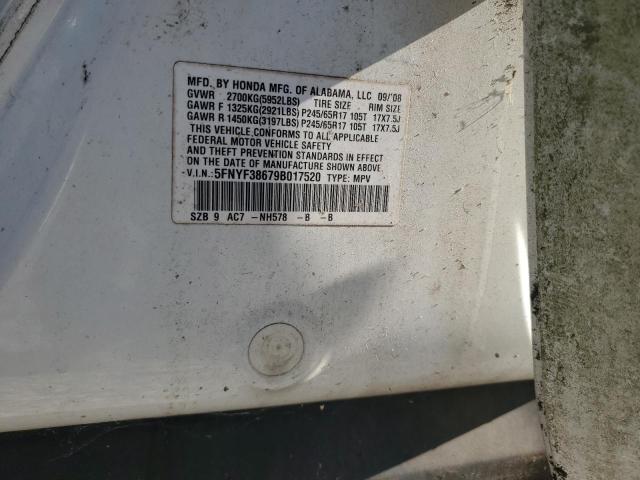 MFD. BY HONDA MFG. OF ALABAMA, LLC 09/'08
GVWR 2700KG(5952LBS) TIRE SIZE RIM SIZE
GAWR F 1325KG(2921LBS) P245/65R17 105T 17X7.5J
GAWR R 1450KG(3197LBS) P245/65R17 105T 17X7.5J
THIS VEHICLE CONFORMS TO ALL APPLICABLE
FEDERAL MOTOR VEHICLE SAFETY
AND THEFT PREVENTION STANDARDS IN EFFECT
ON THE DATE OF MANUFACTURE SHOWN ABOVE.
V.I.N.: 5FNYF38679B017520 TYPE: MPV
SZB 9 AC7 -NH578 -B -B